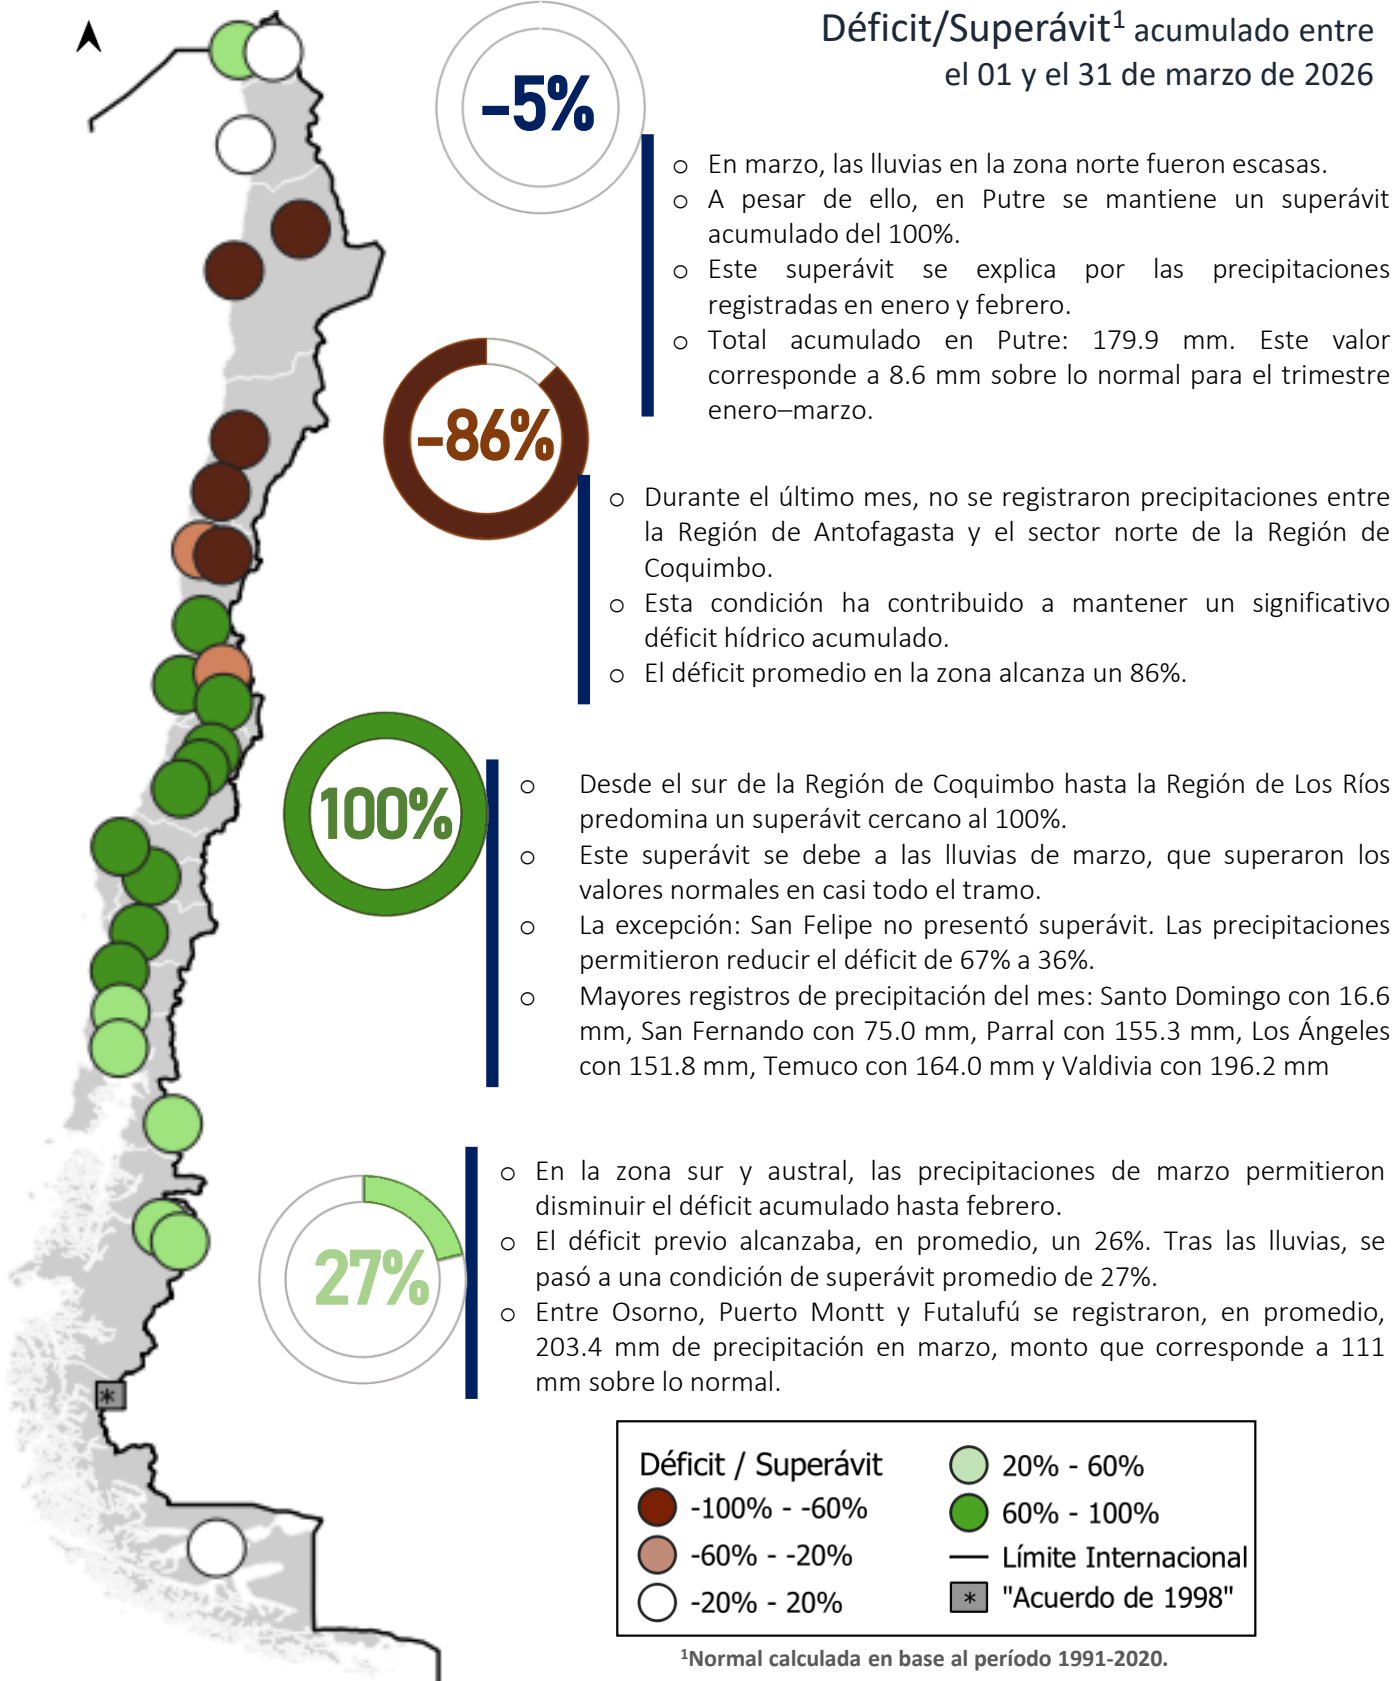 Déficit/Superávit¹ acumulado entre
el 01 y el 31 de marzo de 2026
-5%
o En marzo, las lluvias en la zona norte fueron escasas.
o A pesar de ello, en Putre se mantiene un superávit
acumulado del 100%.
o Este superávit se explica por las precipitaciones
registradas en enero y febrero.
o Total acumulado en Putre: 179.9 mm. Este valor
corresponde a 8.6 mm sobre lo normal para el trimestre
enero–marzo.
-86%
o Durante el último mes, no se registraron precipitaciones entre
la Región de Antofagasta y el sector norte de la Región de
Coquimbo.
o Esta condición ha contribuido a mantener un significativo
déficit hídrico acumulado.
o El déficit promedio en la zona alcanza un 86%.
100%
o Desde el sur de la Región de Coquimbo hasta la Región de Los Ríos
predomina un superávit cercano al 100%.
o Este superávit se debe a las lluvias de marzo, que superaron los
valores normales en casi todo el tramo.
o La excepción: San Felipe no presentó superávit. Las precipitaciones
permitieron reducir el déficit de 67% a 36%.
o Mayores registros de precipitación del mes: Santo Domingo con 16.6
mm, San Fernando con 75.0 mm, Parral con 155.3 mm, Los Ángeles
con 151.8 mm, Temuco con 164.0 mm y Valdivia con 196.2 mm
27%
o En la zona sur y austral, las precipitaciones de marzo permitieron
disminuir el déficit acumulado hasta febrero.
o El déficit previo alcanzaba, en promedio, un 26%. Tras las lluvias, se
pasó a una condición de superávit promedio de 27%.
o Entre Osorno, Puerto Montt y Futalufú se registraron, en promedio,
203.4 mm de precipitación en marzo, monto que corresponde a 111
mm sobre lo normal.
*
Déficit / Superávit
-100% - -60%
-60% - -20%
-20% - 20%
20% - 60%
60% - 100%
Límite Internacional
* "Acuerdo de 1998"
¹Normal calculada en base al período 1991-2020.